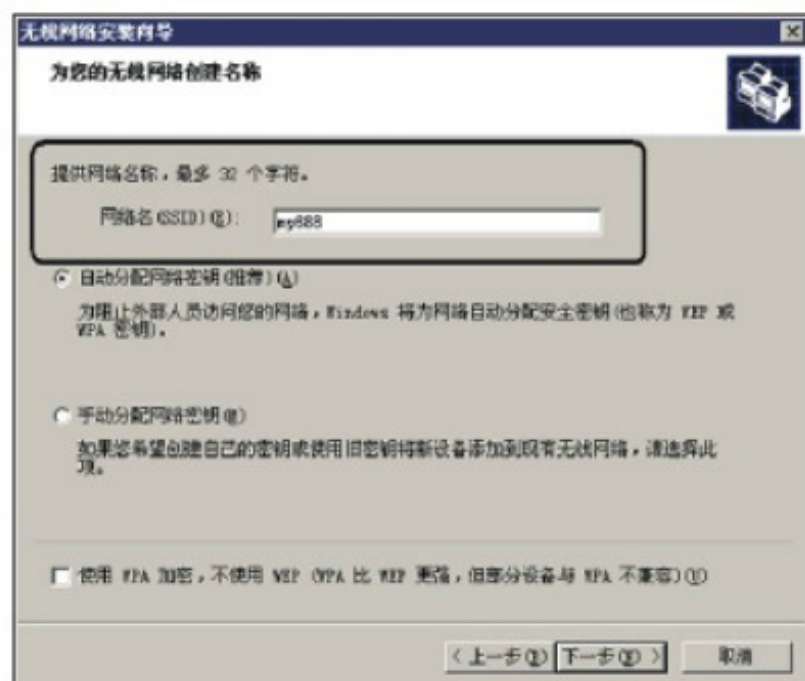 无线网络安装向导
为您的无线网络创建名称
提供网络名称，最多 32 个字符。
网络名(SSID)(E):
my688
自动分配网络密钥(推荐)(A)
为阻止外部人员访问您的网络，Windows 将为网络自动分配安全密钥(也称为 WEP 或
WPA 密钥)。
手动分配网络密钥(M)
如果您希望创建自己的密钥或使用旧密钥将新设备添加到现有无线网络，请选择此
项。
使用 WPA 加密，不使用 WEP (WPA 比 WEP 更强，但部分设备与 WPA 不兼容)
< 上一步(B)
下一步(N) >
取消